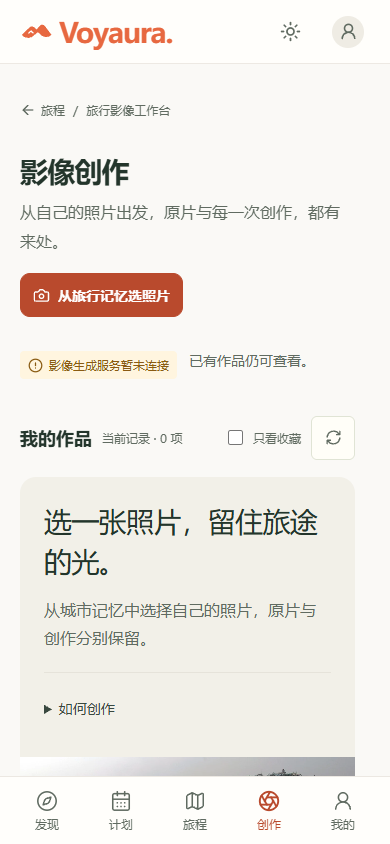 Voyaura.
旅程 / 旅行影像工作台
影像创作
从自己的照片出发，原片与每一次创作，都有
来处。
从旅行记忆选照片
影像生成服务暂未连接
已有作品仍可查看。
我的作品 当前记录 · 0 项
只看收藏
选一张照片，留住旅途
的光。
从城市记忆中选择自己的照片，原片与
创作分别保留。
如何创作
发现
计划
旅程
创作
我的